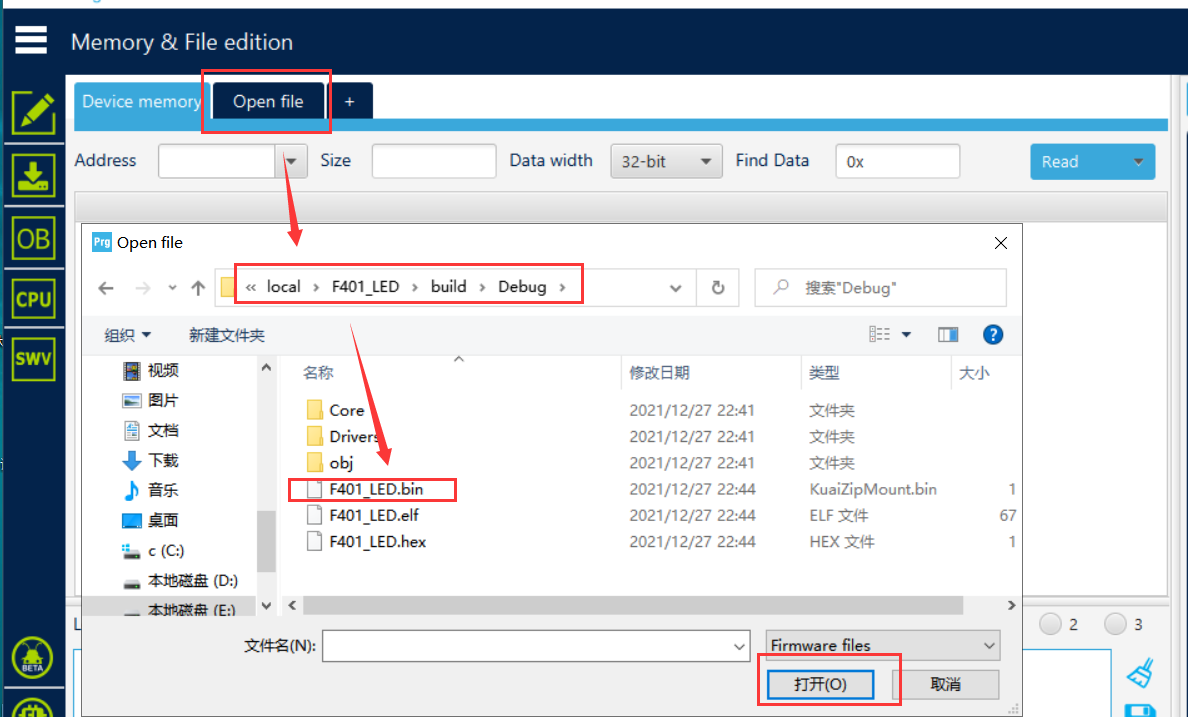 Memory & File edition
Device memory Open file +
Address Size Data width 32-bit Find Data 0x Read
Prg Open file
« local › F401_LED › build › Debug › 搜索"Debug"
组织 新建文件夹 ?
名称 修改日期 类型 大小
视频
图片
文档
下载
音乐
桌面
c (C:)
本地磁盘 (D:)
本地磁盘 (E:)
Core 2021/12/27 22:41 文件夹
Drivers 2021/12/27 22:41 文件夹
obj 2021/12/27 22:41 文件夹
F401_LED.bin 2021/12/27 22:44 KuaiZipMount.bin 1
F401_LED.elf 2021/12/27 22:44 ELF 文件 67
F401_LED.hex 2021/12/27 22:44 HEX 文件 1
文件名(N): Firmware files
打开(O) 取消
OB
CPU
SWV
BETA
2 3